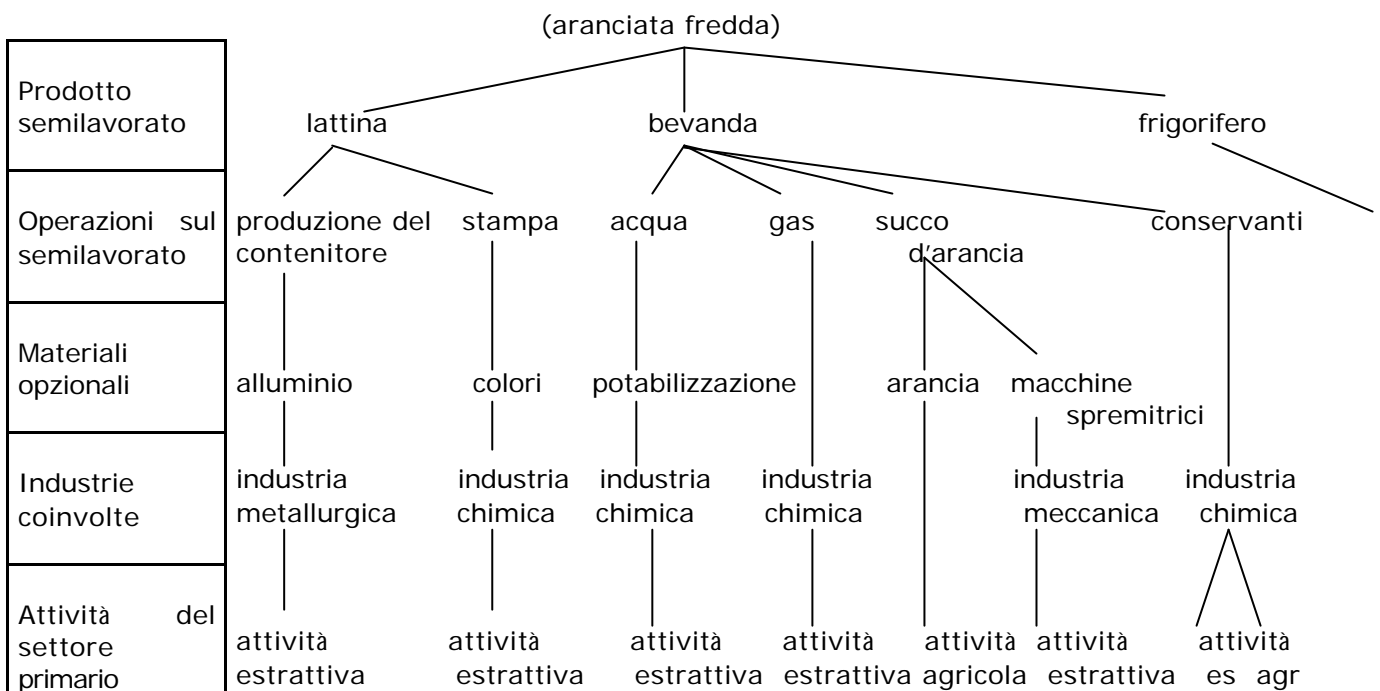 (aranciata fredda)
Prodotto
semilavorato
lattina
bevanda
frigorifero
Operazioni sul
semilavorato
produzione del
contenitore
stampa
acqua
gas
succo
d'arancia
conservanti
Materiali
opzionali
alluminio
colori
potabilizzazione
arancia
macchine
spremitrici
Industrie
coinvolte
industria
metallurgica
industria
chimica
industria
chimica
industria
chimica
industria
meccanica
industria
chimica
Attività del
settore
primario
attività
estrattiva
attività
estrattiva
attività
estrattiva
attività
estrattiva
attività
agricola
attività
estrattiva
attività
es agr